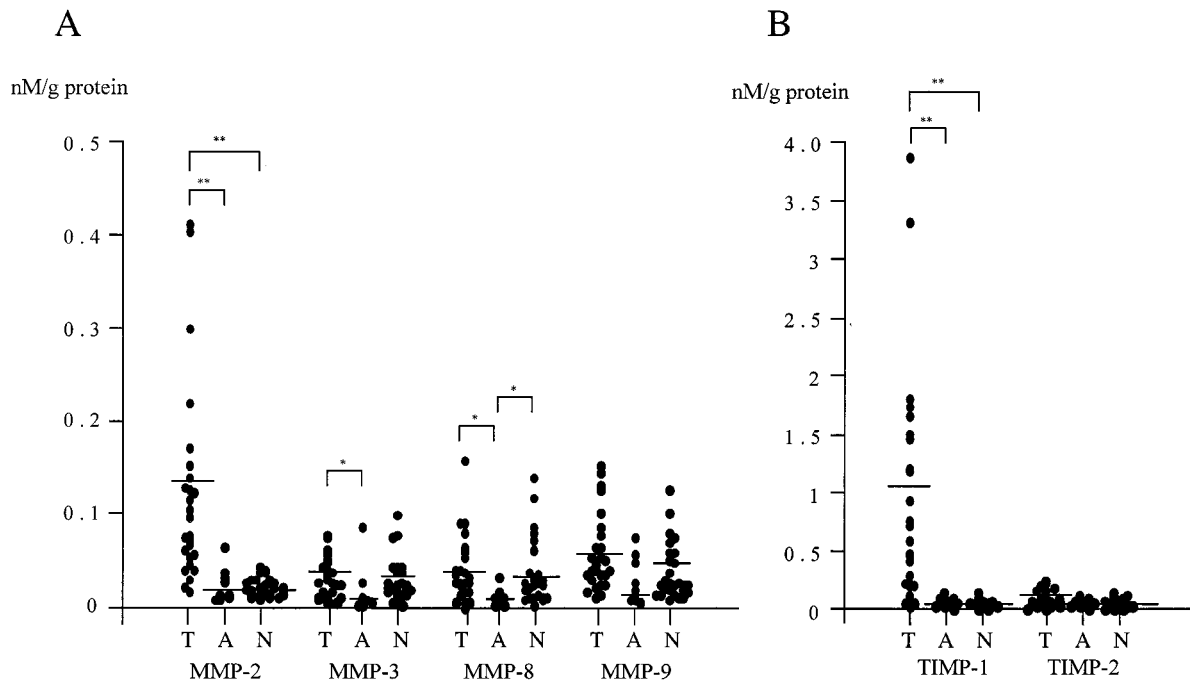 A
B
nM/g protein
nM/g protein
**
**
0.5
0.4
0.3
0.2
0.1
0
*
*
*
T A N T A N T A N T A N
MMP-2 MMP-3 MMP-8 MMP-9
**
**
4.0
3.5
3
2.5
2
1.5
1
0.5
0
T A N T A N
TIMP-1 TIMP-2